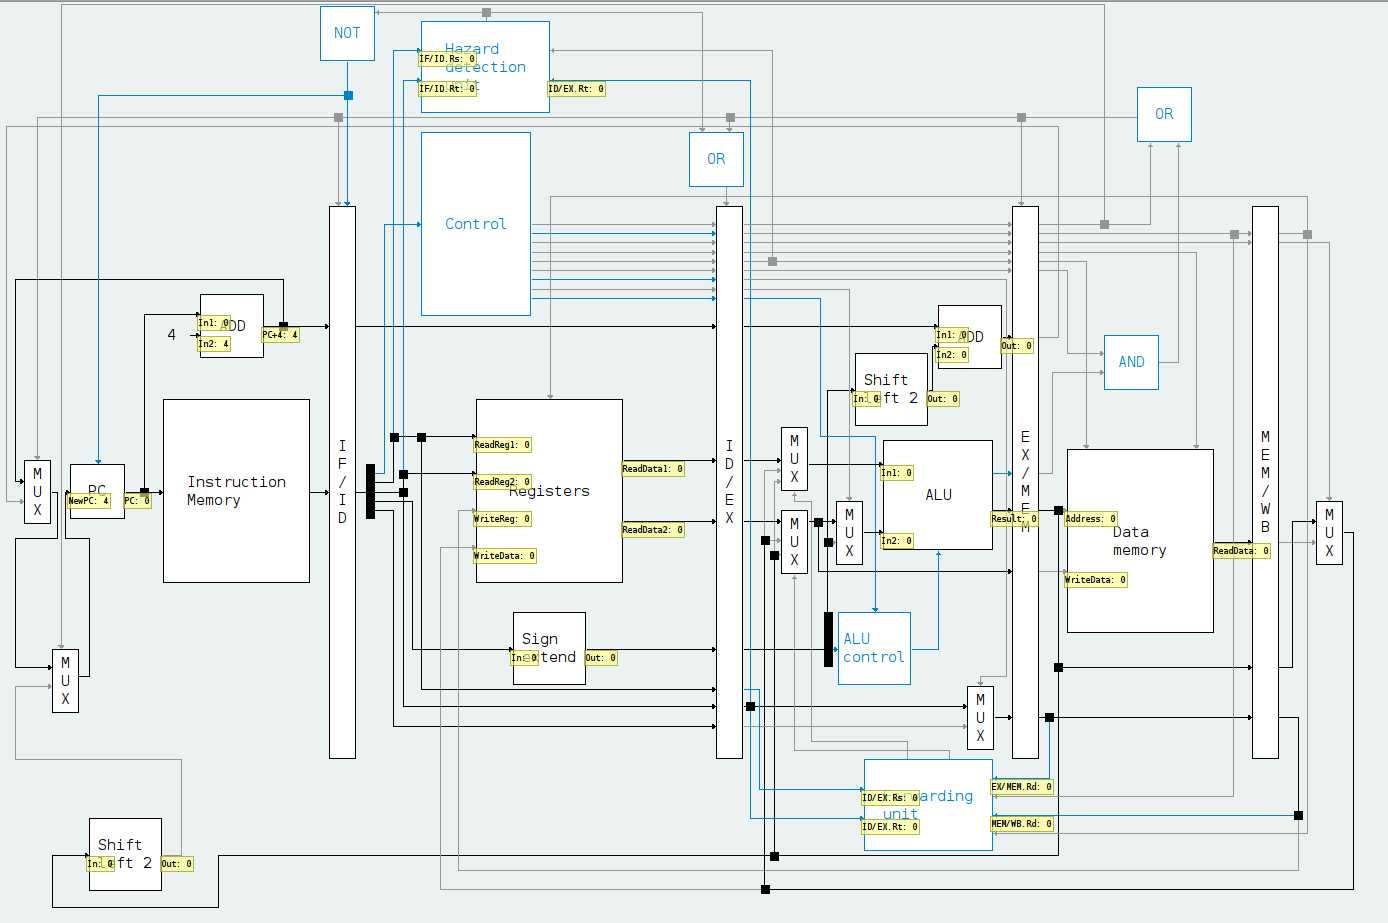 NOT
Hazard
detection
unit
IF/ID.Rs: 0
IF/ID.Rt: 0
ID/EX.Rt: 0
OR
OR
Control
ADD
In1: 0
In2: 4
PC+4: 4
4
I
F
/
I
D
I
D
/
E
X
E
X
/
M
E
M
M
E
M
/
W
B
ADD
In1: 0
In2: 0
Out: 0
Shift
left 2
In: 0
Out: 0
AND
M
U
X
PC
NewPC: 4
PC: 0
Instruction
Memory
Registers
ReadReg1: 0
ReadReg2: 0
WriteReg: 0
WriteData: 0
ReadData1: 0
ReadData2: 0
M
U
X
M
U
X
M
U
X
ALU
In1: 0
In2: 0
Result: 0
Data
memory
Address: 0
WriteData: 0
ReadData: 0
M
U
X
Sign
extend
In: 0
Out: 0
ALU
control
M
U
X
M
U
X
Forwarding
unit
ID/EX.Rs: 0
ID/EX.Rt: 0
EX/MEM.Rd: 0
MEM/WB.Rd: 0
Shift
left 2
In: 0
Out: 0